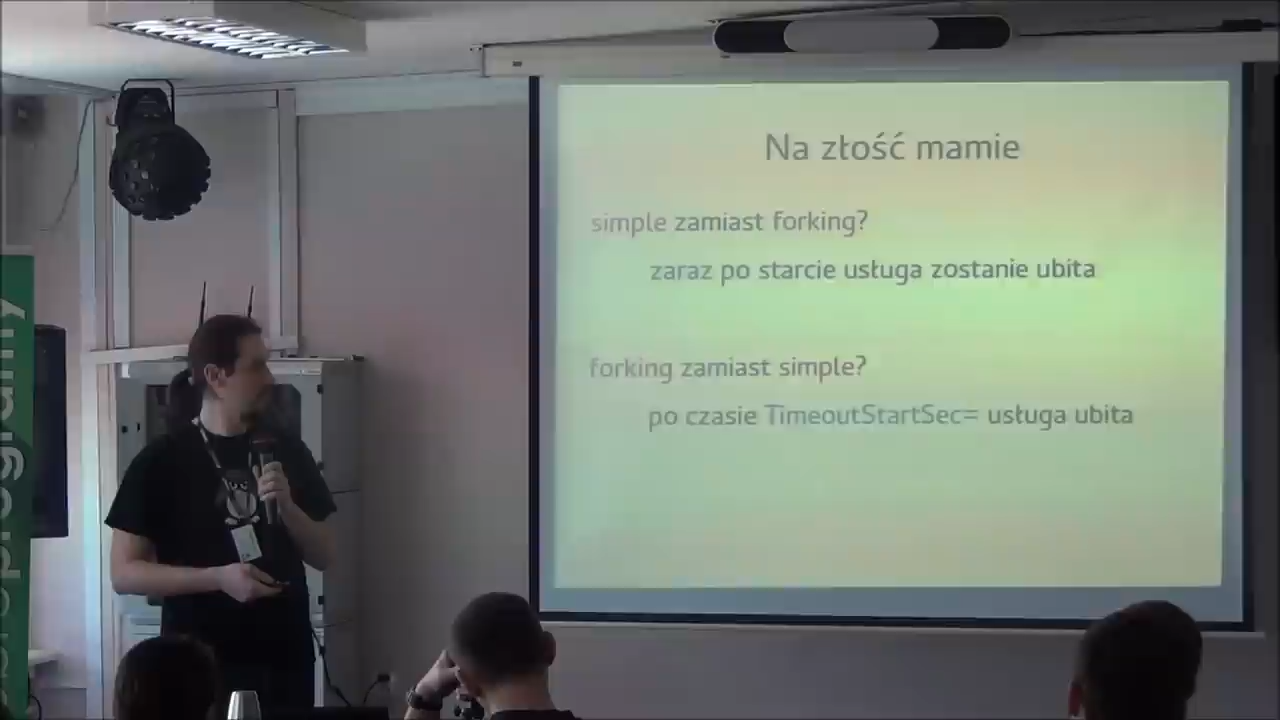 Na złość mamie
simple zamiast forking?
zaraz po starcie usługa zostanie ubita
forking zamiast simple?
po czasie TimeoutStartSec= usługa ubita